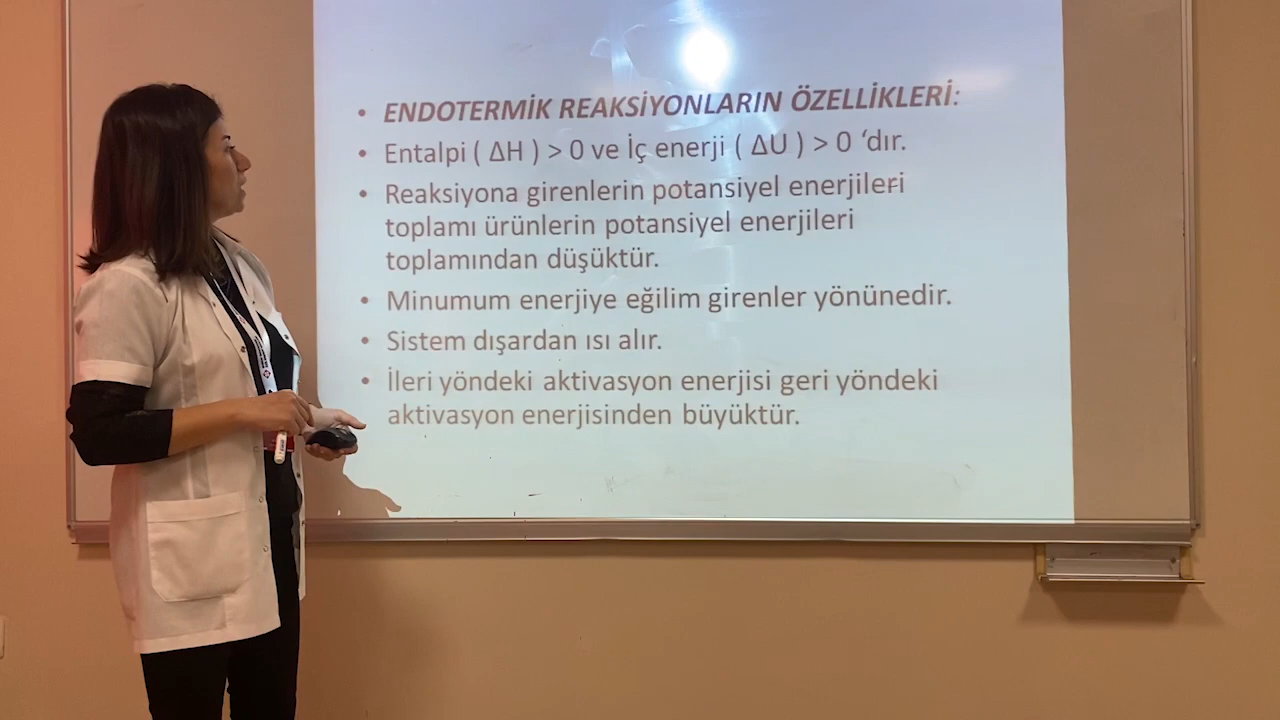 • ENDOTERMİK REAKSİYONLARIN ÖZELLİKLERİ:
• Entalpi ( ΔH ) > 0 ve İç enerji ( ΔU ) > 0 ‘dır.
• Reaksiyona girenlerin potansiyel enerjileri
toplamı ürünlerin potansiyel enerjileri
toplamından düşüktür.
• Minumum enerjiye eğilim girenler yönünedir.
• Sistem dışardan ısı alır.
• İleri yöndeki aktivasyon enerjisi geri yöndeki
aktivasyon enerjisinden büyüktür.